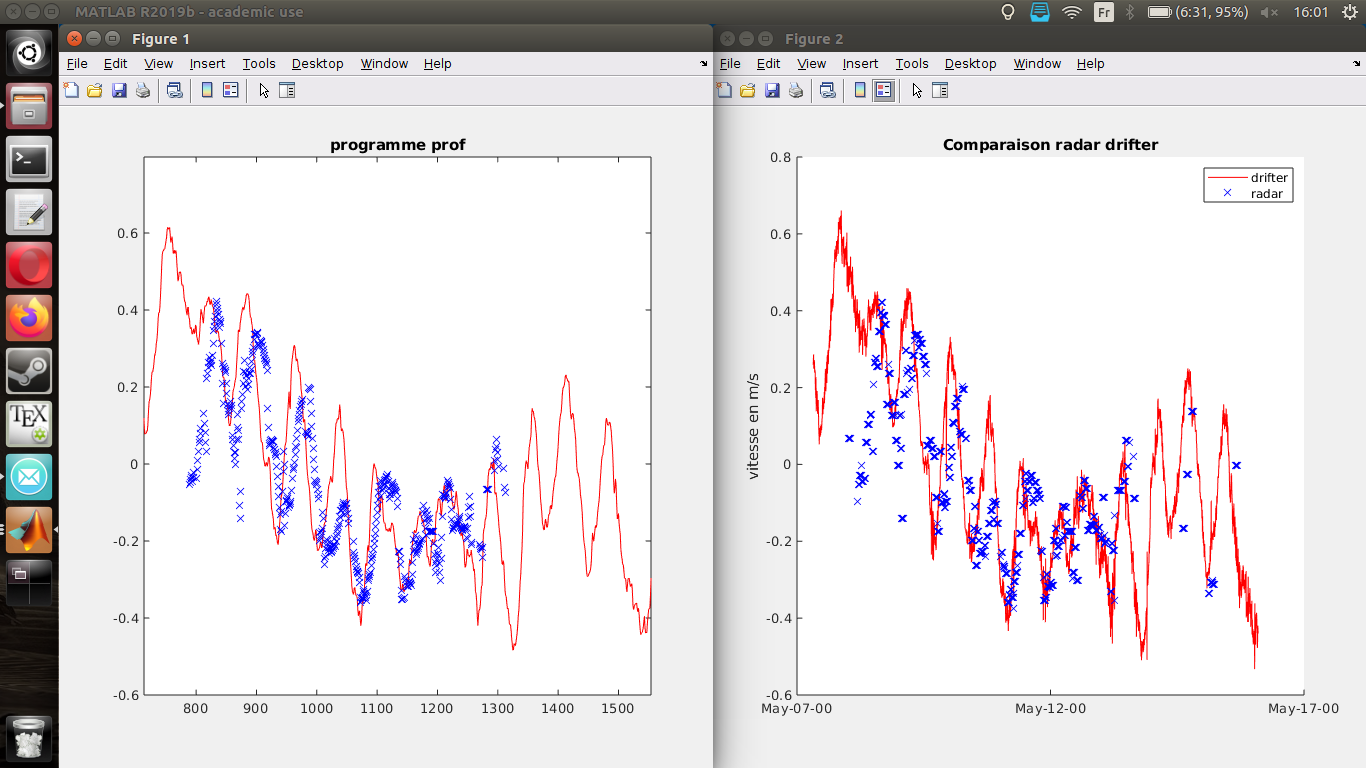 MATLAB R2019b - academic use
Fr
(6:31, 95%)
16:01
Figure 1
File Edit View Insert Tools Desktop Window Help
programme prof
0.6
0.4
0.2
0
-0.2
-0.4
-0.6
800 900 1000 1100 1200 1300 1400 1500
Figure 2
File Edit View Insert Tools Desktop Window Help
Comparaison radar drifter
drifter
radar
vitesse en m/s
0.8
0.6
0.4
0.2
0
-0.2
-0.4
-0.6
May-07-00 May-12-00 May-17-00
TEX